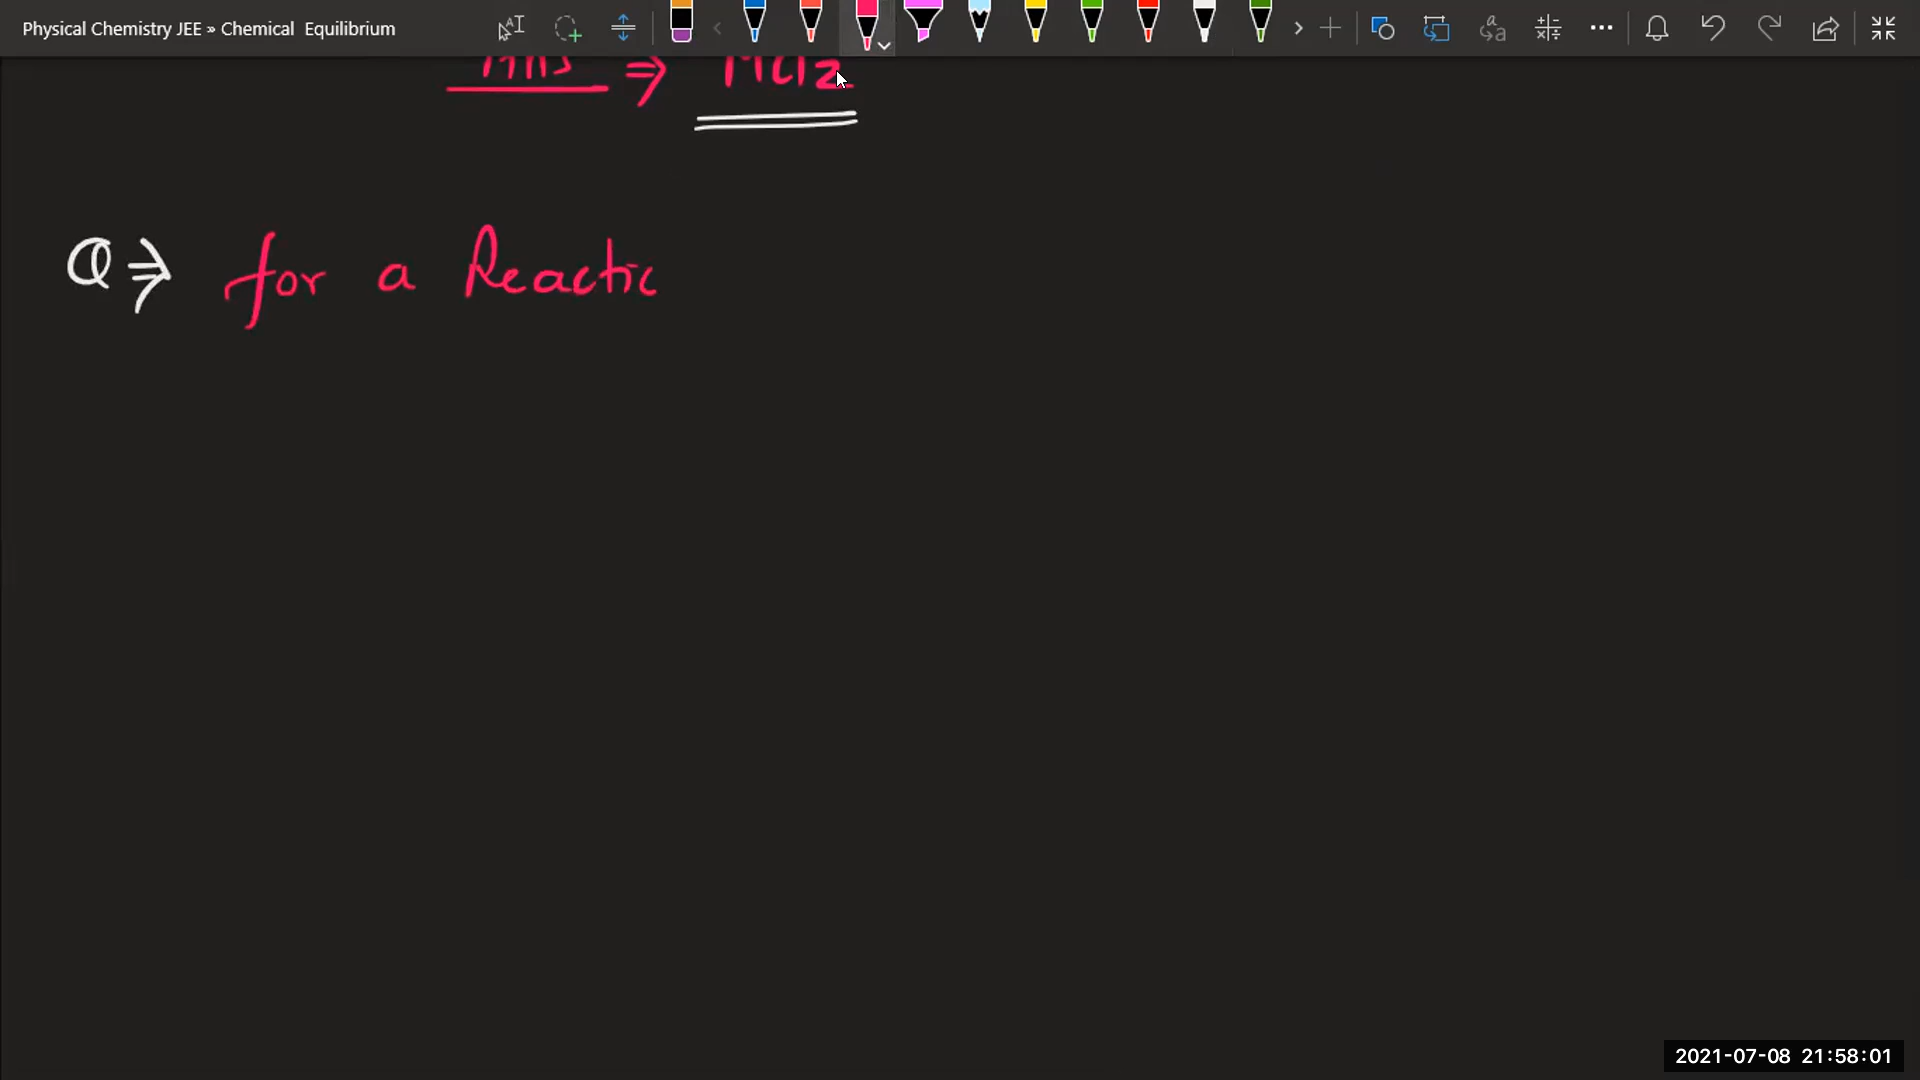 Physical Chemistry JEE » Chemical Equilibrium
⇒
Q⇒ for a Reactio
2021-07-08 21:58:01